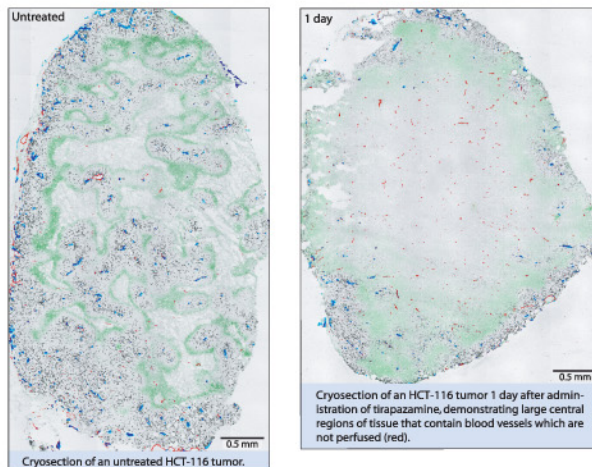 Untreated
0.5 mm
Cryosection of an untreated HCT-116 tumor.
1 day
0.5 mm
Cryosection of an HCT-116 tumor 1 day after admin-
istration of tirapazamine, demonstrating large central
regions of tissue that contain blood vessels which are
not perfused (red).